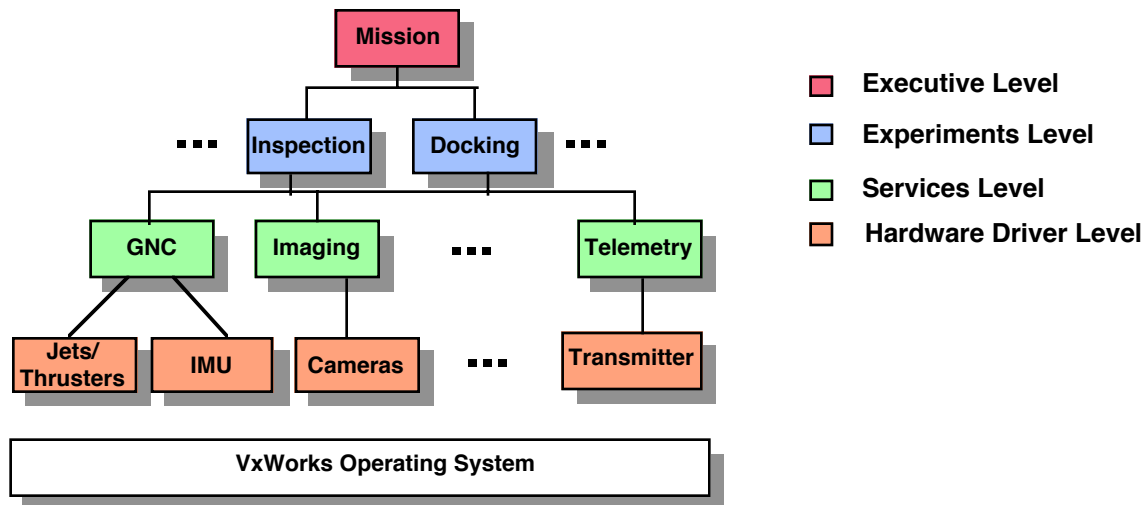 Mission
Executive Level
Experiments Level
Inspection
Docking
Services Level
Hardware Driver Level
GNC
Imaging
Telemetry
Jets/
Thrusters
IMU
Cameras
Transmitter
VxWorks Operating System